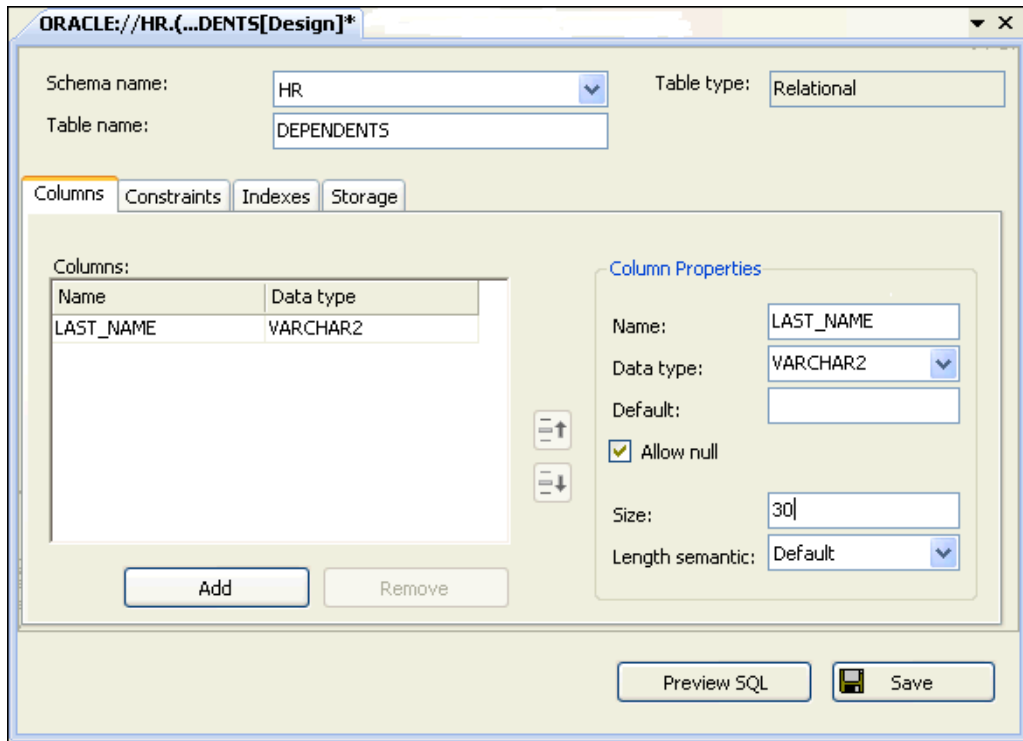 ORACLE://HR.(...DENTS[Design]*
Schema name: HR Table type: Relational
Table name: DEPENDENTS
Columns Constraints Indexes Storage
Columns:
Name Data type
LAST_NAME VARCHAR2
Add Remove
Column Properties
Name: LAST_NAME
Data type: VARCHAR2
Default:
Allow null
Size: 30
Length semantic: Default
Preview SQL Save